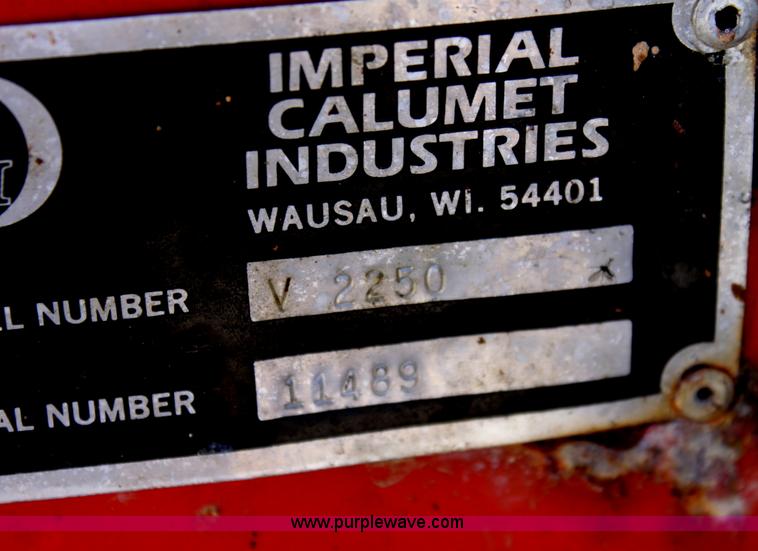 IMPERIAL
CALUMET
INDUSTRIES
WAUSAU, WI. 54401
L NUMBER V 2250
AL NUMBER 11489
www.purplewave.com